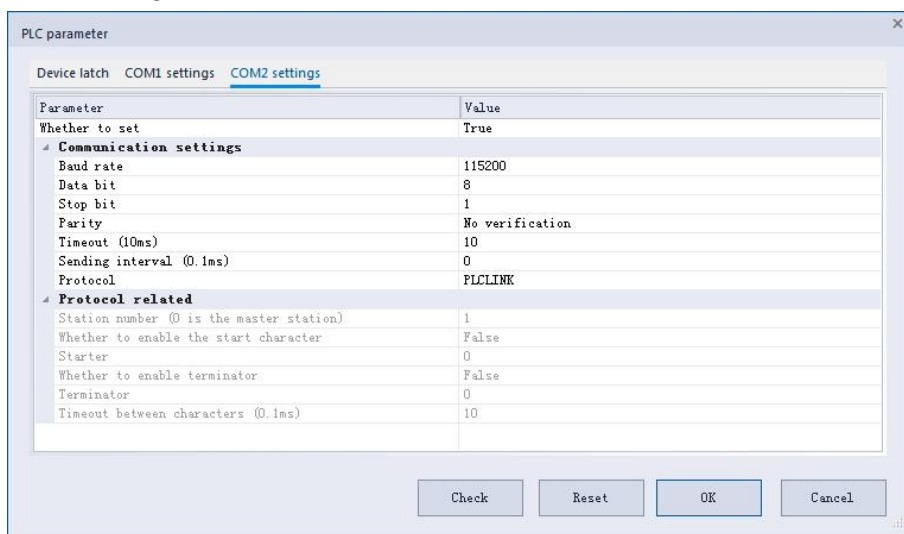 PLC parameter
Device latch COM1 settings COM2 settings
Parameter Value
Whether to set True
Communication settings
Baud rate 115200
Data bit 8
Stop bit 1
Parity No verification
Timeout (10ms) 10
Sending interval (0.1ms) 0
Protocol PLCLINK
Protocol related
Station number (0 is the master station) 1
Whether to enable the start character False
Starter 0
Whether to enable terminator False
Terminator 0
Timeout between characters (0.1ms) 10
Check Reset OK Cancel